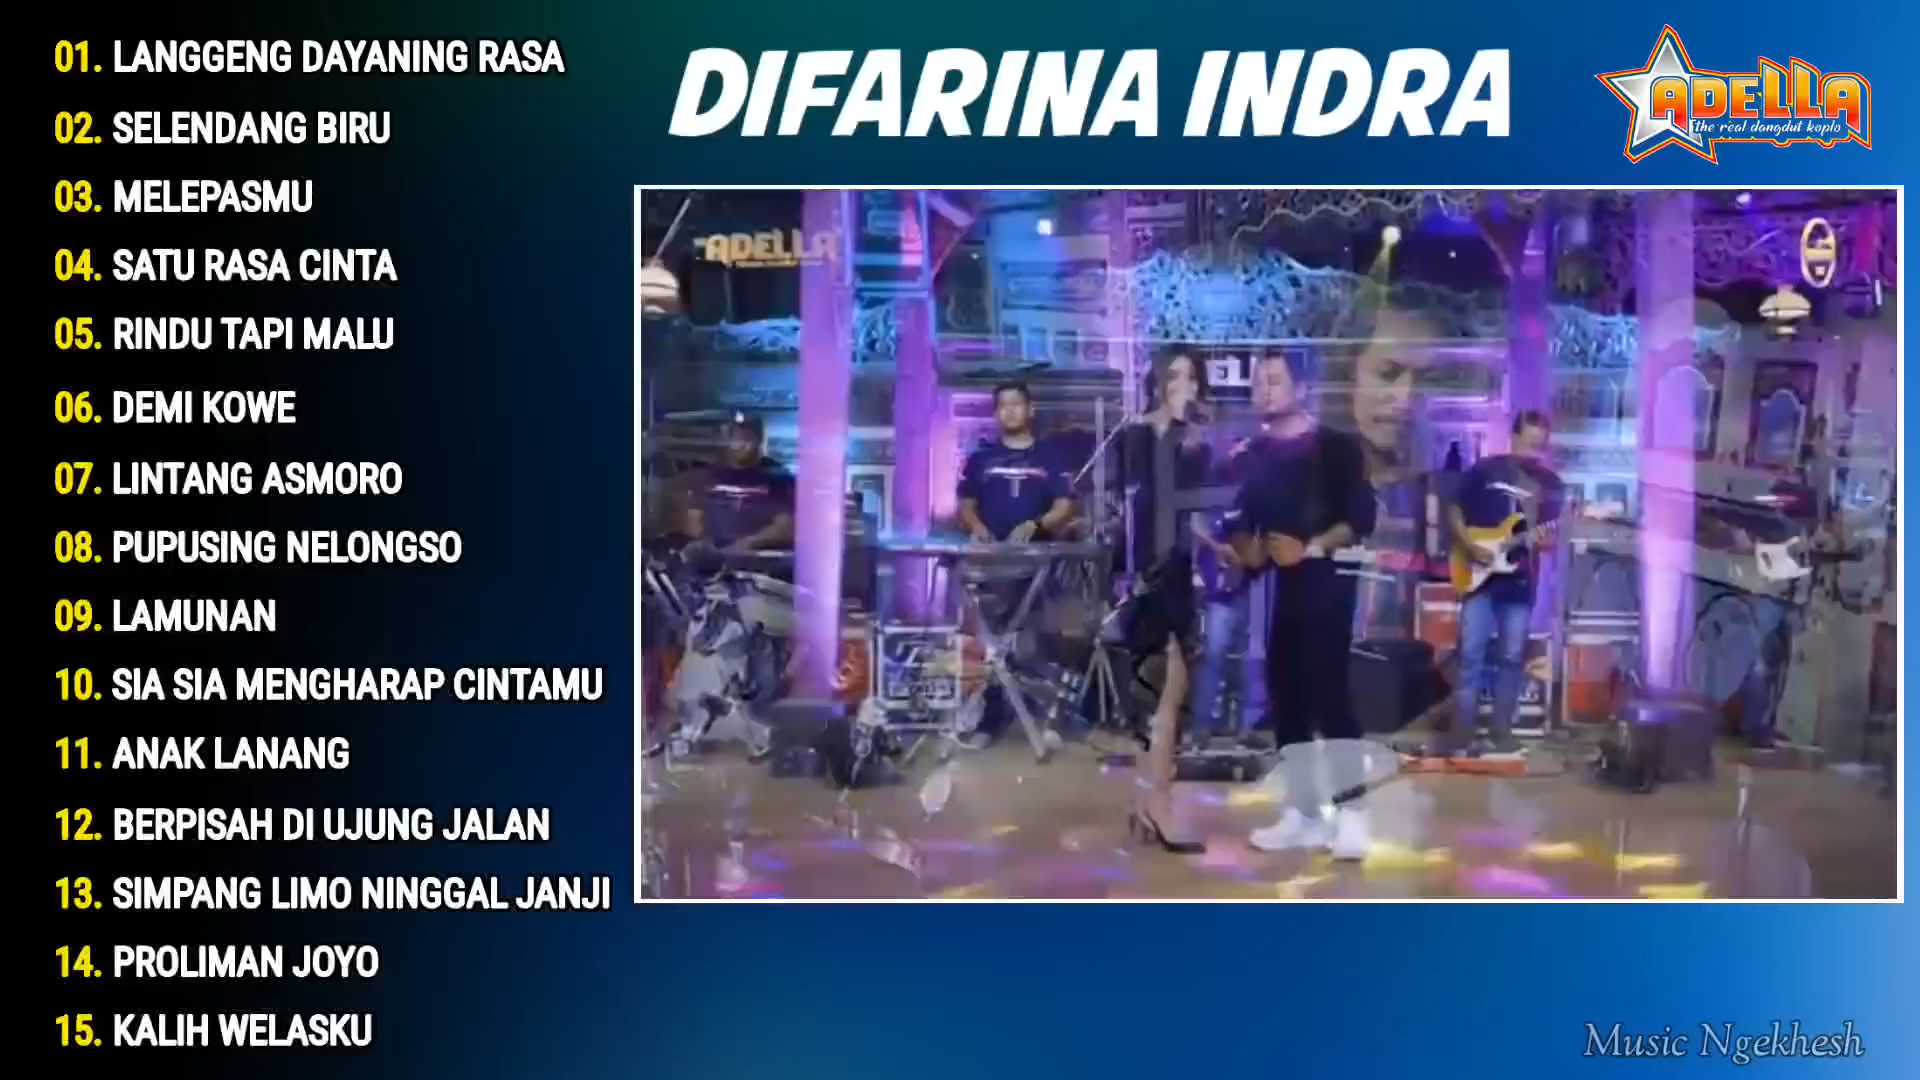 01. LANGGENG DAYANING RASA
02. SELENDANG BIRU
03. MELEPASMU
04. SATU RASA CINTA
05. RINDU TAPI MALU
06. DEMI KOWE
07. LINTANG ASMORO
08. PUPUSING NELONGSO
09. LAMUNAN
10. SIA SIA MENGHARAP CINTAMU
11. ANAK LANANG
12. BERPISAH DI UJUNG JALAN
13. SIMPANG LIMO NINGGAL JANJI
14. PROLIMAN JOYO
15. KALIH WELASKU
DIFARINA INDRA
ADELLA
the real dangdut koplo
ADELLA
Music Ngekhesh